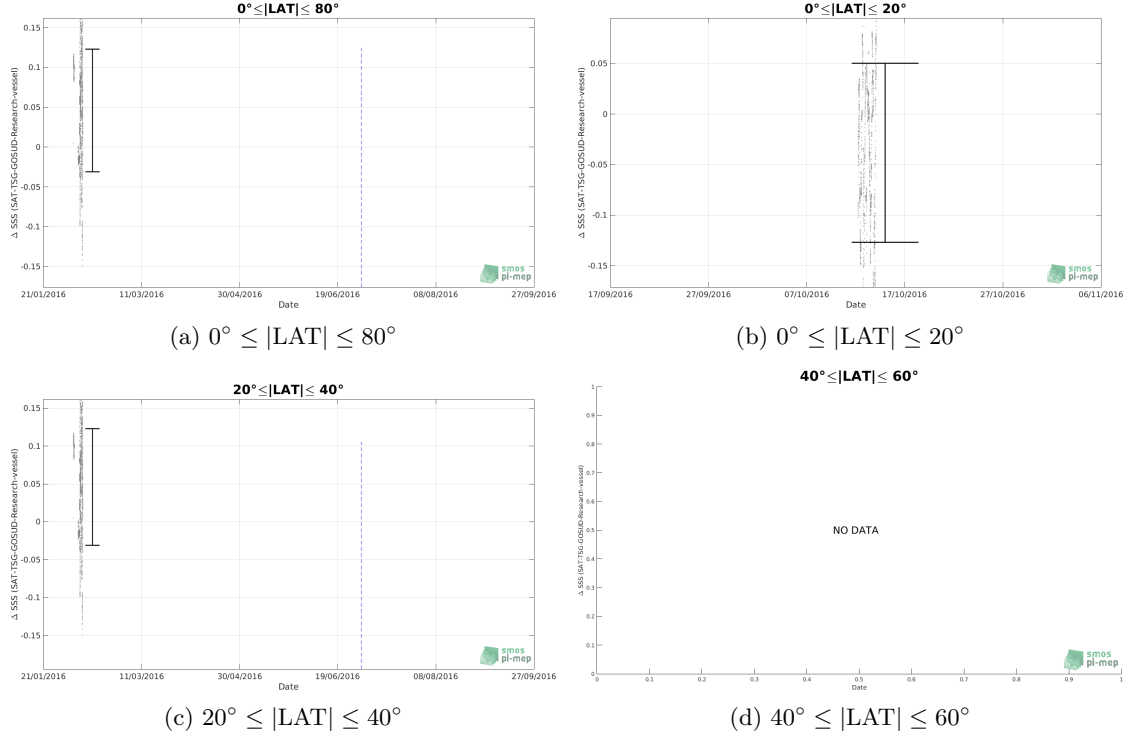 0°≤|LAT|≤ 80°
Δ SSS (SAT-TSG-GOSUD-Research-vessel)
0.15
0.1
0.05
0
-0.05
-0.1
-0.15
21/01/2016 11/03/2016 30/04/2016 19/06/2016 08/08/2016 27/09/2016
Date
smos
pi-mep
(a) 0° ≤ |LAT| ≤ 80°
0°≤|LAT|≤ 20°
Δ SSS (SAT-TSG-GOSUD-Research-vessel)
0.05
0
-0.05
-0.1
-0.15
17/09/2016 27/09/2016 07/10/2016 17/10/2016 27/10/2016 06/11/2016
Date
smos
pi-mep
(b) 0° ≤ |LAT| ≤ 20°
20°≤|LAT|≤ 40°
Δ SSS (SAT-TSG-GOSUD-Research-vessel)
0.15
0.1
0.05
0
-0.05
-0.1
-0.15
21/01/2016 11/03/2016 30/04/2016 19/06/2016 08/08/2016 27/09/2016
Date
smos
pi-mep
(c) 20° ≤ |LAT| ≤ 40°
40°≤|LAT|≤ 60°
Δ SSS (SAT-TSG-GOSUD-Research-vessel)
1
0.9
0.8
0.7
0.6
0.5
0.4
0.3
0.2
0.1
0
NO DATA
0 0.1 0.2 0.3 0.4 0.5 0.6 0.7 0.8 0.9 1
Date
smos
pi-mep
(d) 40° ≤ |LAT| ≤ 60°